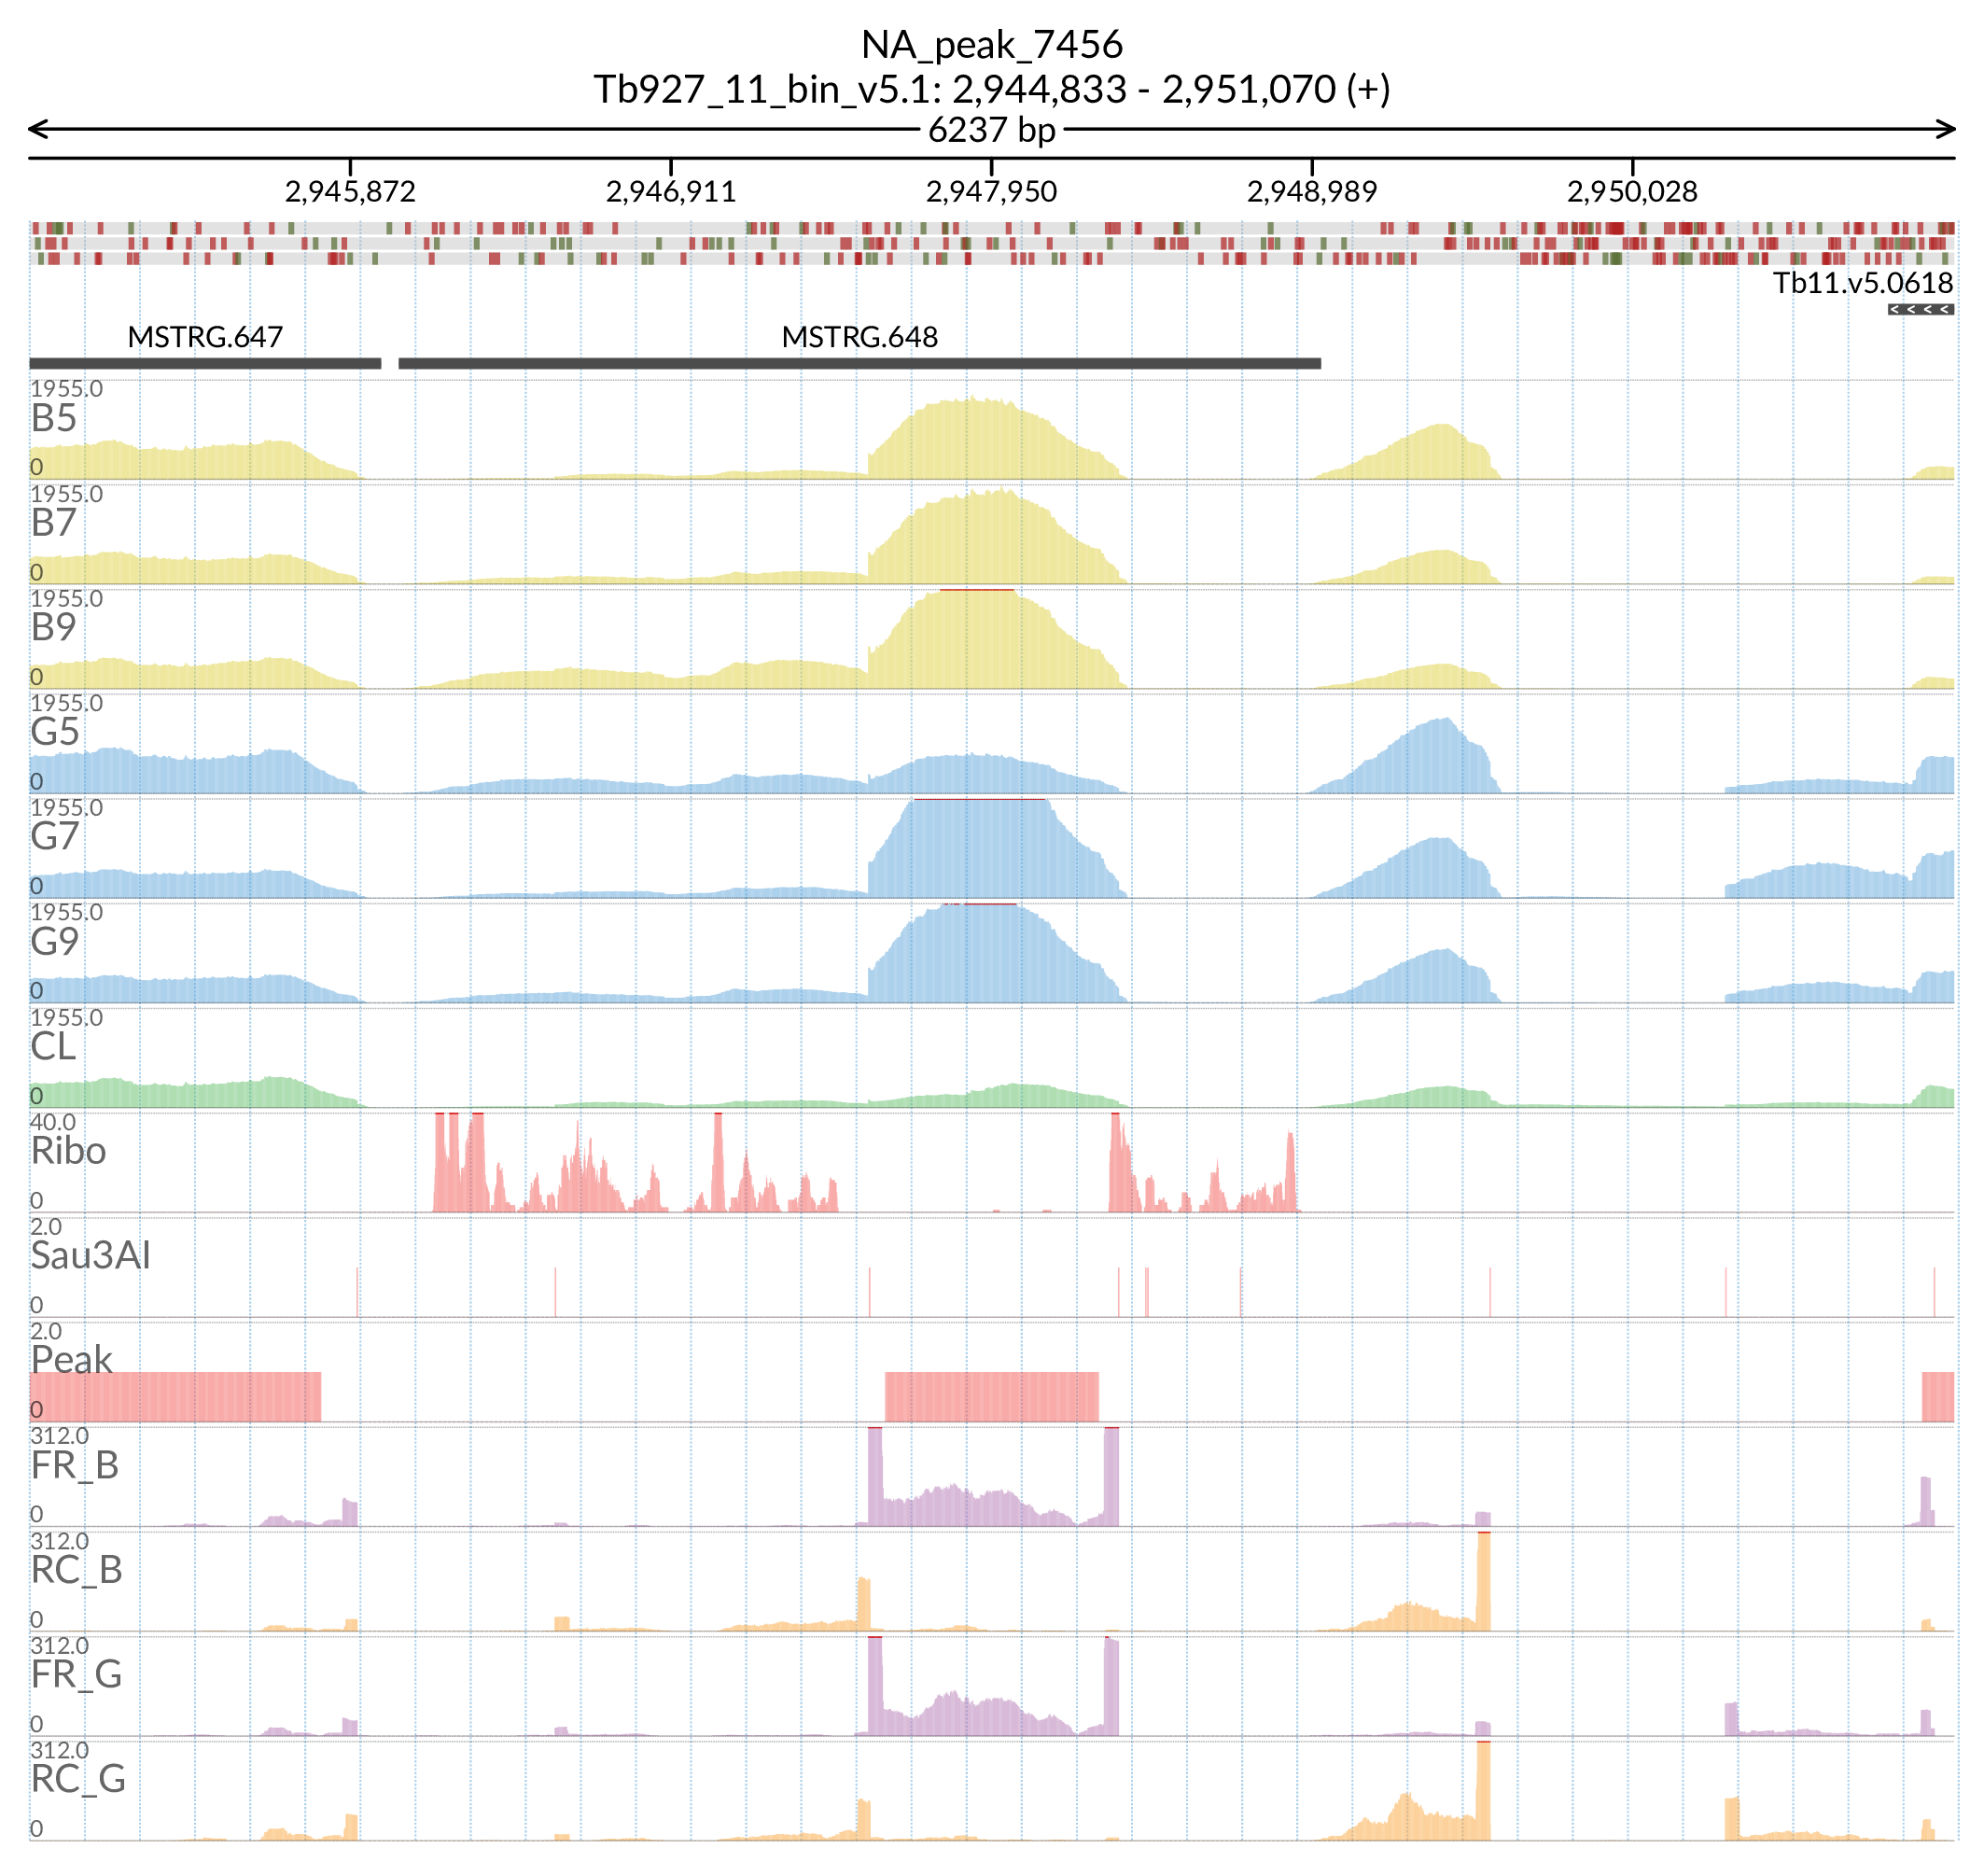 NA_peak_7456
Tb927_11_bin_v5.1: 2,944,833 - 2,951,070 (+)
6237 bp
2,945,872 2,946,911 2,947,950 2,948,989 2,950,028
Tb11.v5.0618
< < < <
MSTRG.647 MSTRG.648
1955.0
B5
0
1955.0
B7
0
1955.0
B9
0
1955.0
G5
0
1955.0
G7
0
1955.0
G9
0
1955.0
CL
0
40.0
Ribo
0
2.0
Sau3AI
0
2.0
Peak
0
312.0
FR_B
0
312.0
RC_B
0
312.0
FR_G
0
312.0
RC_G
0